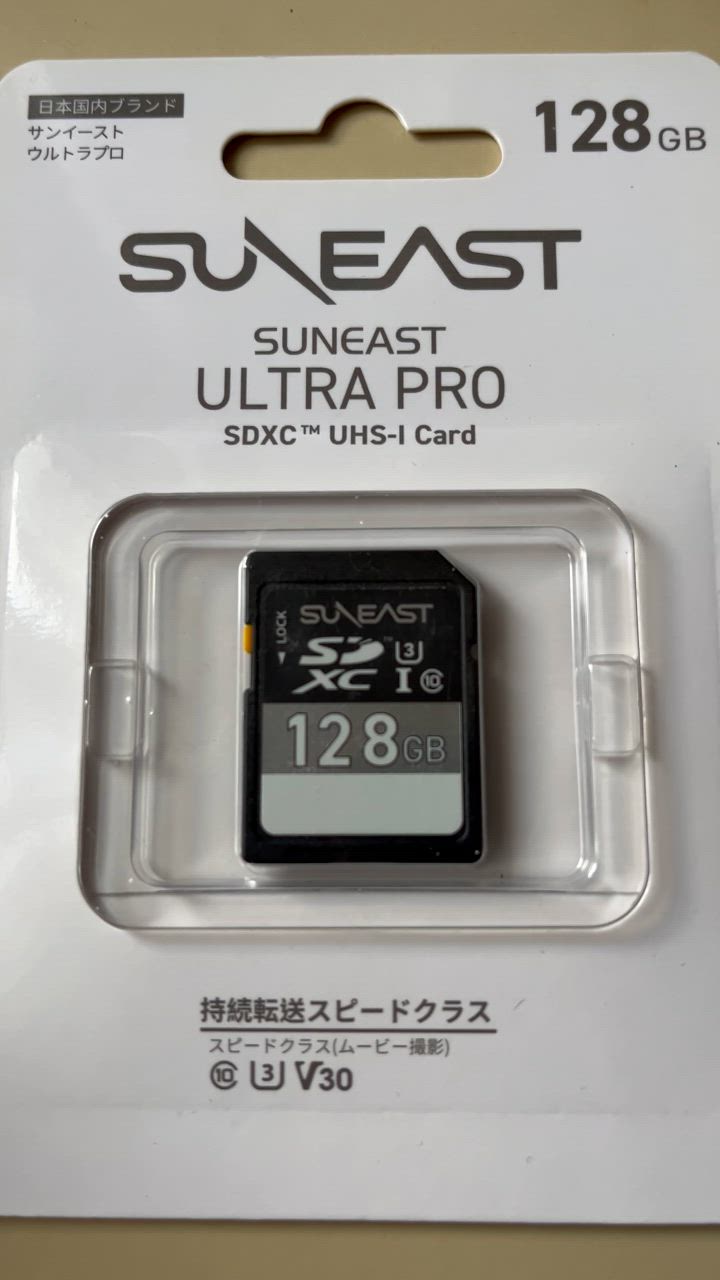 日本国内ブランド
サンイースト
ウルトラプロ
128GB
SUNEAST
SUNEAST
ULTRA PRO
SDXC™ UHS-I Card
SUNEAST
LOCK
SD™ 3
XC I 10
128GB
持続転送スピードクラス
スピードクラス(ムービー撮影)
10 3 V30